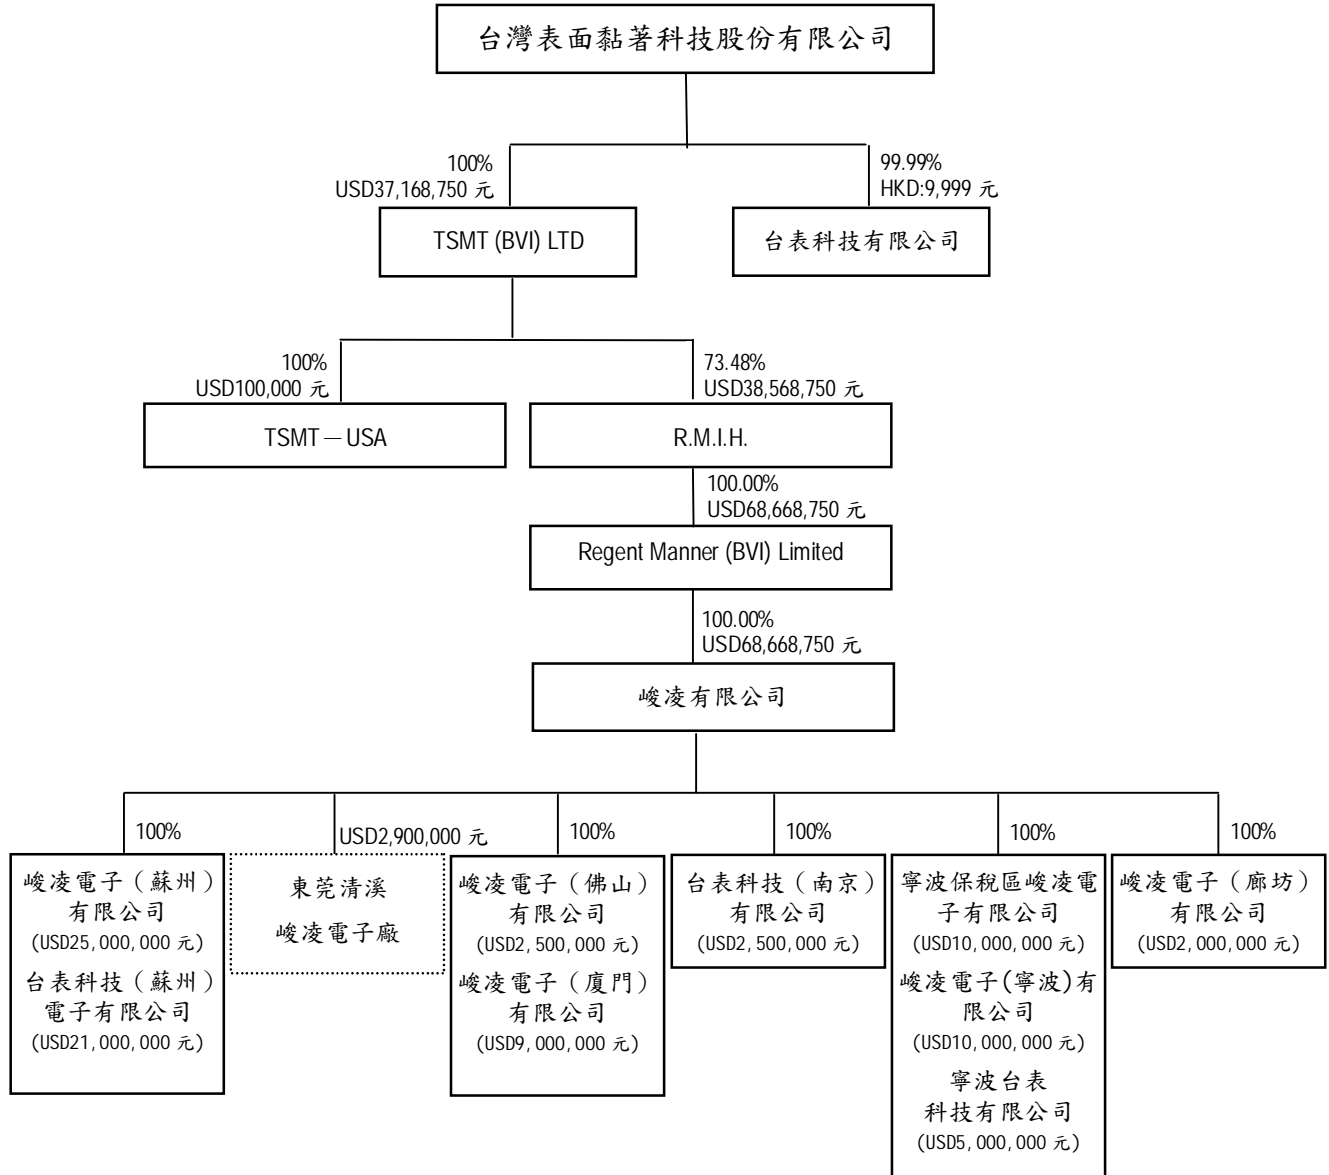 台灣表面黏著科技股份有限公司
100%
USD37,168,750 元
99.99%
HKD:9,999 元
TSMT (BVI) LTD
台表科技有限公司
100%
USD100,000 元
73.48%
USD38,568,750 元
TSMT－USA
R.M.I.H.
100.00%
USD68,668,750 元
Regent Manner (BVI) Limited
100.00%
USD68,668,750 元
峻凌有限公司
100%
USD2,900,000 元
100%
100%
100%
100%
峻凌電子（蘇州）
有限公司
(USD25,000,000 元)
台表科技（蘇州）
電子有限公司
(USD21,000,000 元)
東莞清溪
峻凌電子廠
峻凌電子（佛山）
有限公司
(USD2,500,000 元)
峻凌電子（廈門）
有限公司
(USD9,000,000 元)
台表科技（南京）
有限公司
(USD2,500,000 元)
寧波保稅區峻凌電
子有限公司
(USD10,000,000 元)
峻凌電子(寧波)有
限公司
(USD10,000,000 元)
寧波台表
科技有限公司
(USD5,000,000 元)
峻凌電子（廊坊）
有限公司
(USD2,000,000 元)